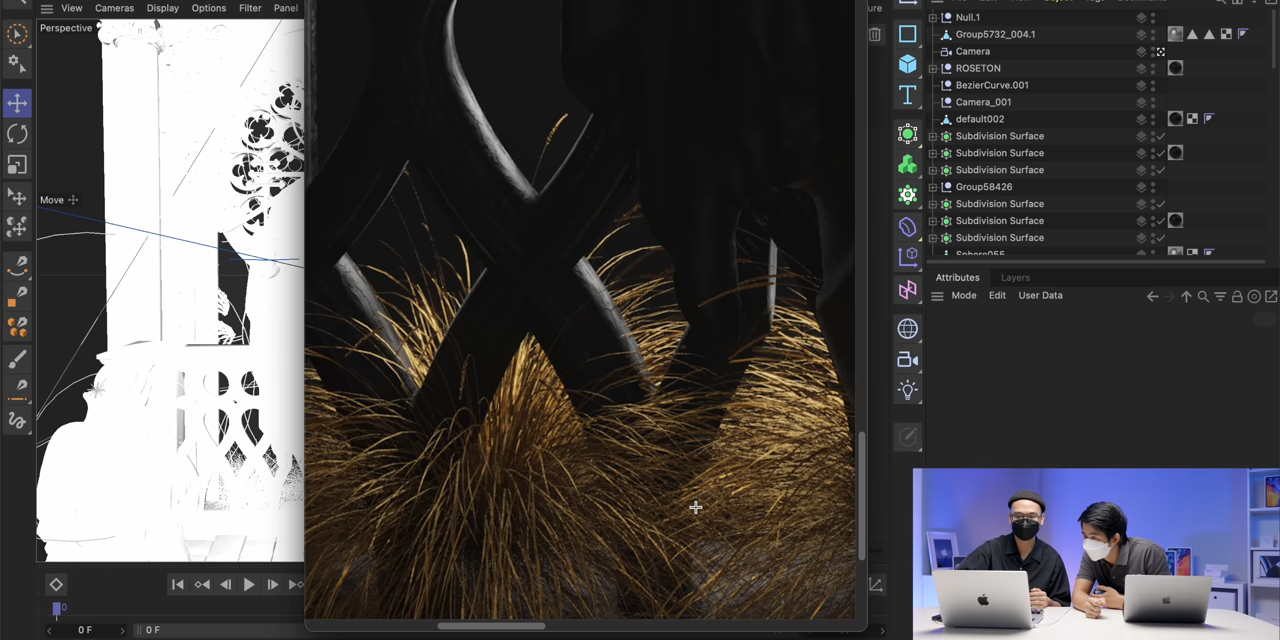 View Cameras Display Options Filter Panel
Perspective
Move
0
0 F
0 F
Null.1
Group5732_004.1
Camera
ROSETON
BezierCurve.001
Camera_001
default002
Subdivision Surface
Subdivision Surface
Subdivision Surface
Group58426
Subdivision Surface
Subdivision Surface
Subdivision Surface
Attributes Layers
Mode Edit User Data